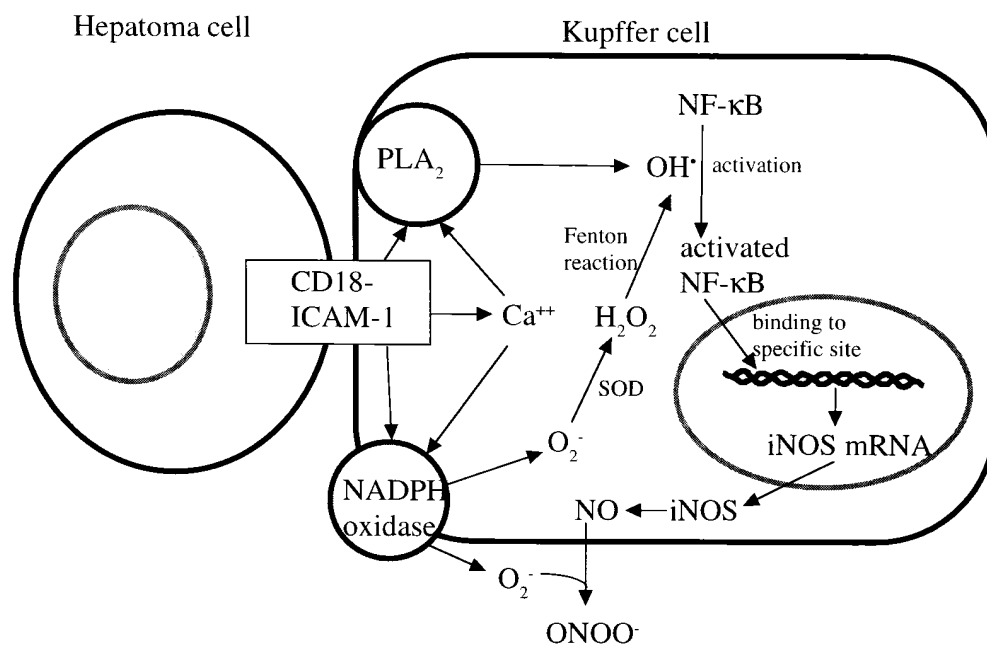 Hepatoma cell
Kupffer cell
NF-κB
PLA₂
OH•
activation
Fenton
reaction
activated
NF-κB
CD18-
ICAM-1
Ca⁺⁺
H₂O₂
binding to
specific site
SOD
O₂⁻
iNOS mRNA
NADPH
oxidase
NO
iNOS
O₂⁻
ONOO⁻